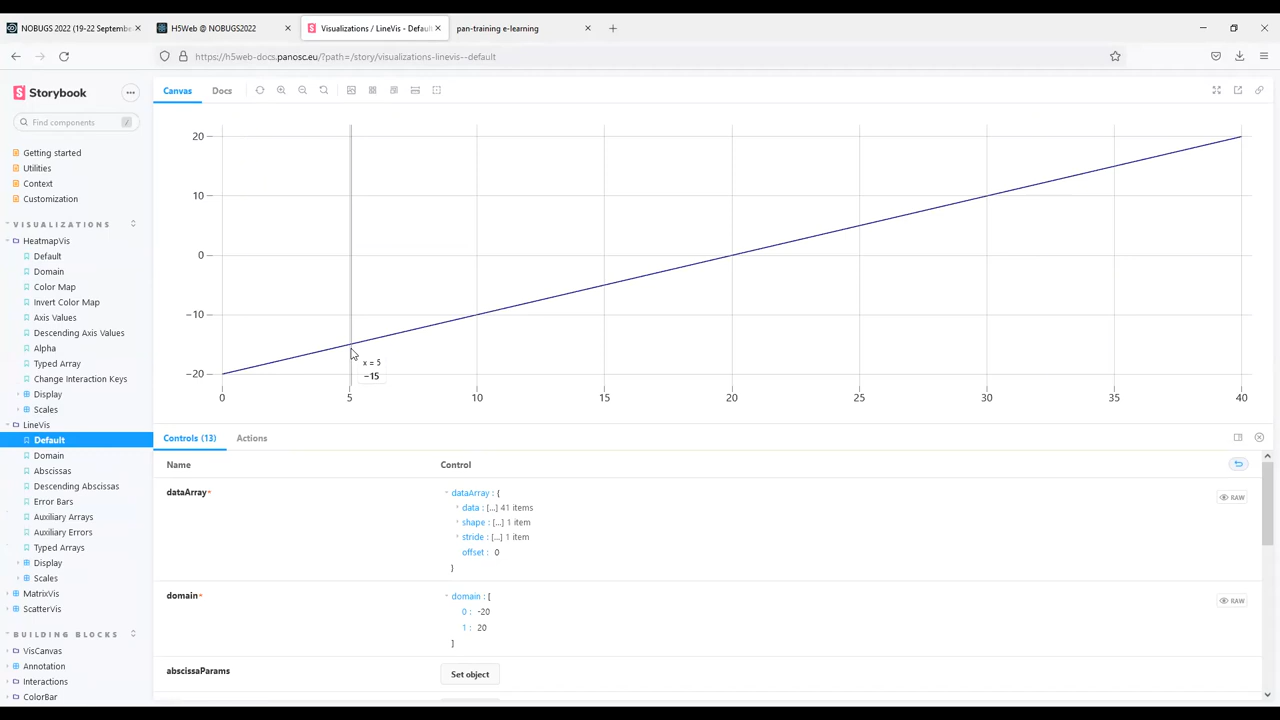 NOBUGS 2022 (19-22 Septembe
H5Web @ NOBUGS2022
Visualizations / LineVis - Default
pan-training e-learning
https://h5web-docs.panosc.eu/?path=/story/visualizations-linevis--default
Storybook
Find components
/
Getting started
Utilities
Context
Customization
VISUALIZATIONS
HeatmapVis
Default
Domain
Color Map
Invert Color Map
Axis Values
Descending Axis Values
Alpha
Typed Array
Change Interaction Keys
Display
Scales
LineVis
Default
Domain
Abscissas
Descending Abscissas
Error Bars
Auxiliary Arrays
Auxiliary Errors
Typed Arrays
Display
Scales
MatrixVis
ScatterVis
BUILDING BLOCKS
VisCanvas
Annotation
Interactions
ColorBar
Canvas
Docs
20
10
0
−10
−20
x = 5
−15
0 5 10 15 20 25 30 35 40
Controls (13)
Actions
Name
Control
dataArray*
dataArray : {
data : [...] 41 items
shape : [...] 1 item
stride : [...] 1 item
offset : 0
}
RAW
domain*
domain : [
0 : -20
1 : 20
]
RAW
abscissaParams
Set object